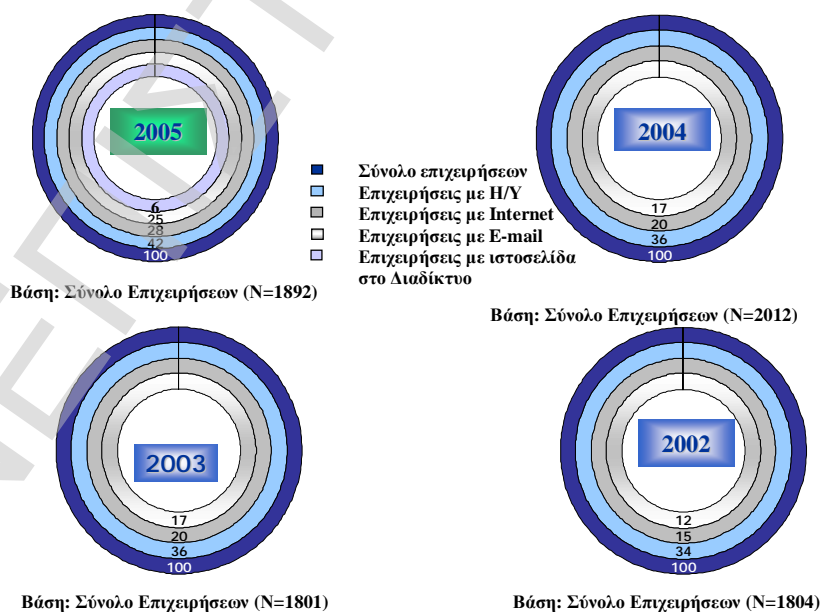 2005
6
25
28
42
100
Βάση: Σύνολο Επιχειρήσεων (N=1892)
Σύνολο επιχειρήσεων
Επιχειρήσεις με Η/Υ
Επιχειρήσεις με Internet
Επιχειρήσεις με E-mail
Επιχειρήσεις με ιστοσελίδα
στο Διαδίκτυο
2004
17
20
36
100
Βάση: Σύνολο Επιχειρήσεων (N=2012)
2003
17
20
36
100
Βάση: Σύνολο Επιχειρήσεων (N=1801)
2002
12
15
34
100
Βάση: Σύνολο Επιχειρήσεων (N=1804)